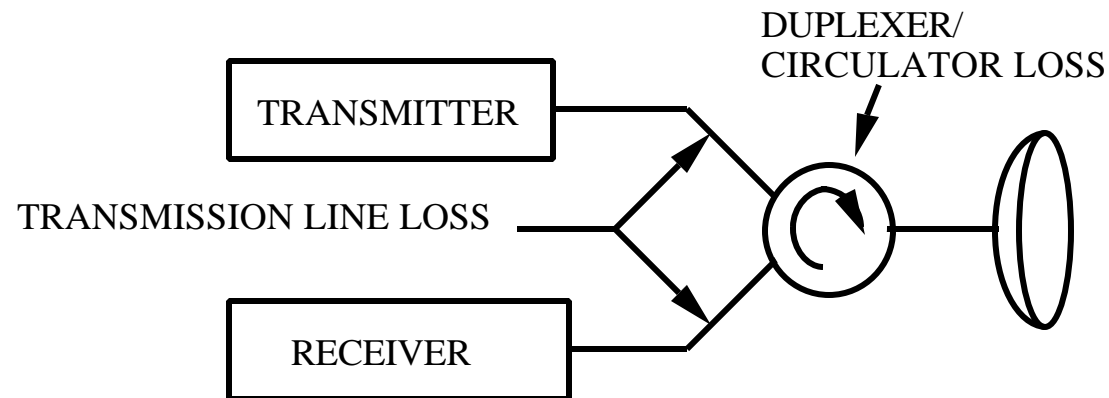 DUPLEXER/
CIRCULATOR LOSS
TRANSMITTER
TRANSMISSION LINE LOSS
RECEIVER